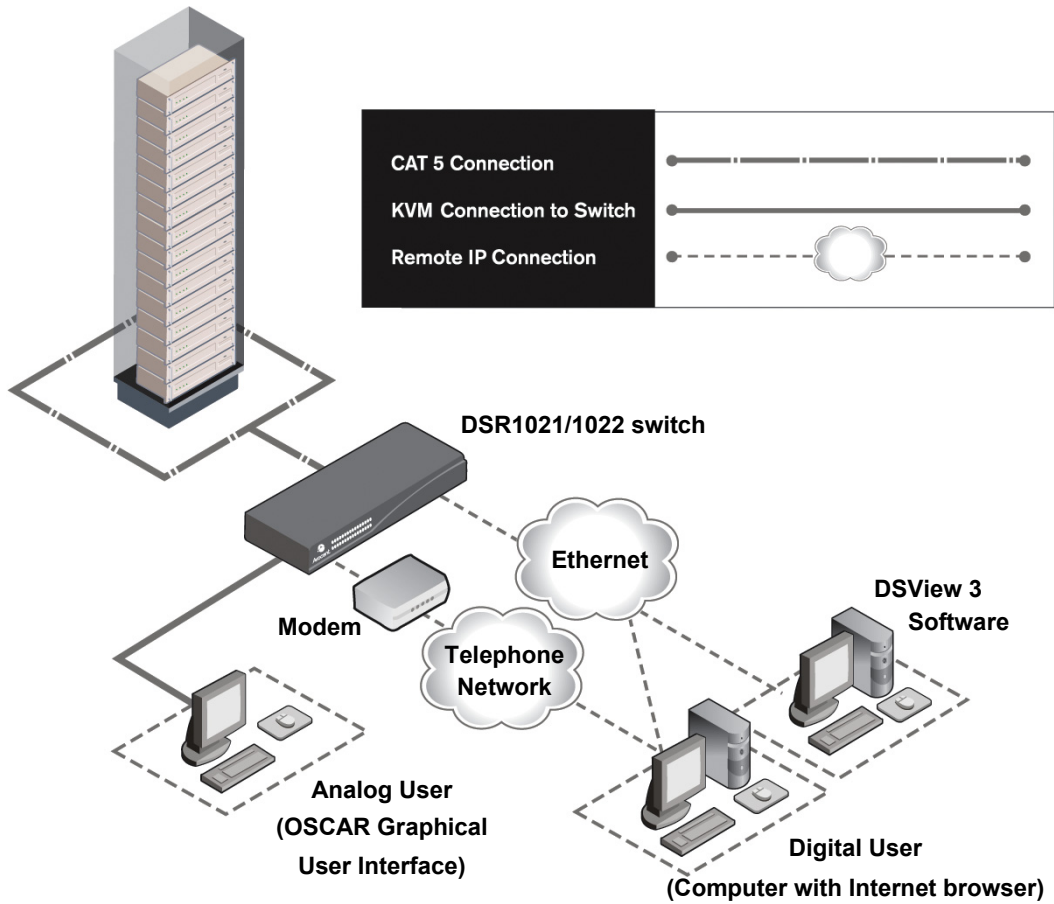 CAT 5 Connection
KVM Connection to Switch
Remote IP Connection
DSR1021/1022 switch
Avocent
Ethernet
DSView 3
Software
Modem
Telephone
Network
Analog User
(OSCAR Graphical
User Interface)
Digital User
(Computer with Internet browser)